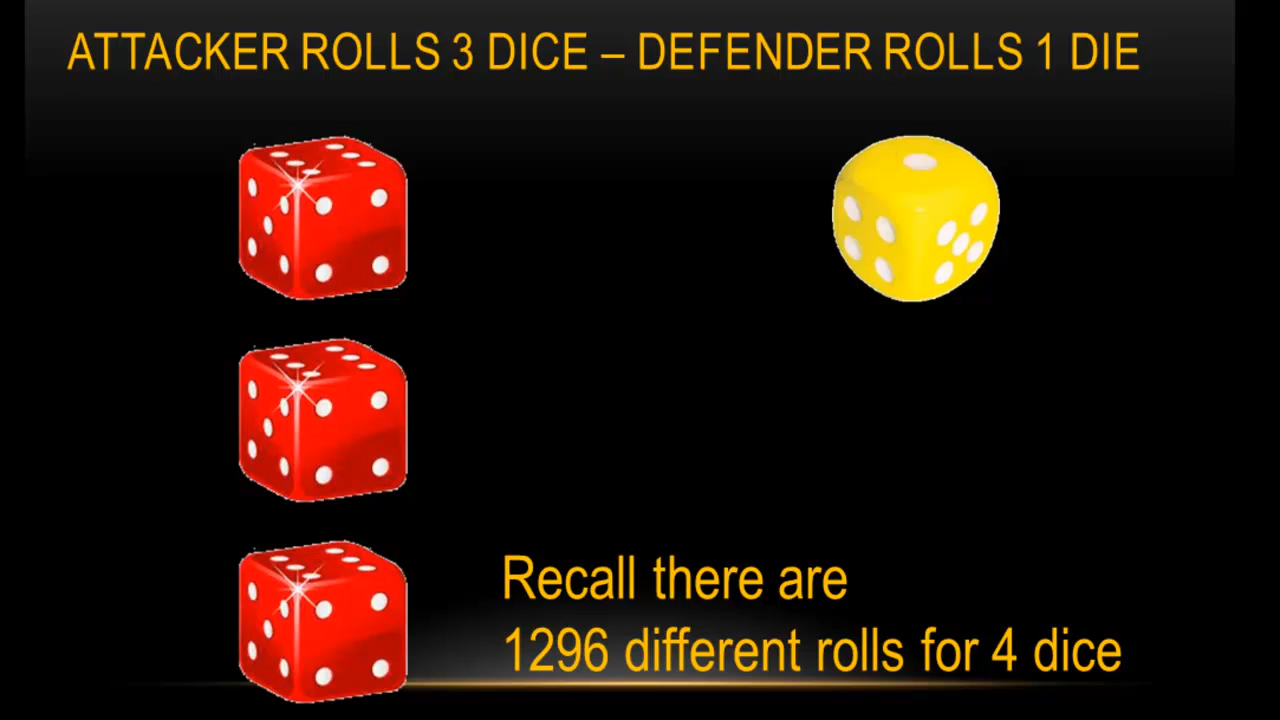 ATTACKER ROLLS 3 DICE – DEFENDER ROLLS 1 DIE
Recall there are
1296 different rolls for 4 dice